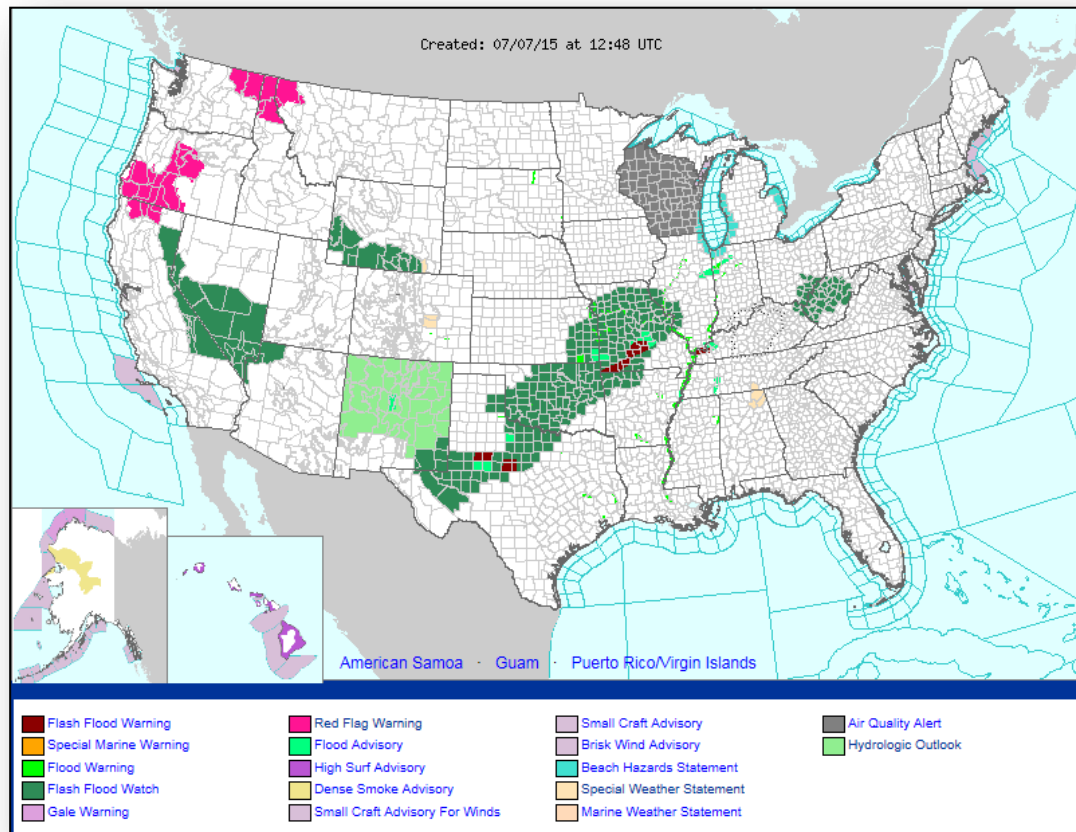 Created: 07/07/15 at 12:48 UTC
American Samoa · Guam · Puerto Rico/Virgin Islands
Flash Flood Warning
Special Marine Warning
Flood Warning
Flash Flood Watch
Gale Warning
Red Flag Warning
Flood Advisory
High Surf Advisory
Dense Smoke Advisory
Small Craft Advisory For Winds
Small Craft Advisory
Brisk Wind Advisory
Beach Hazards Statement
Special Weather Statement
Marine Weather Statement
Air Quality Alert
Hydrologic Outlook